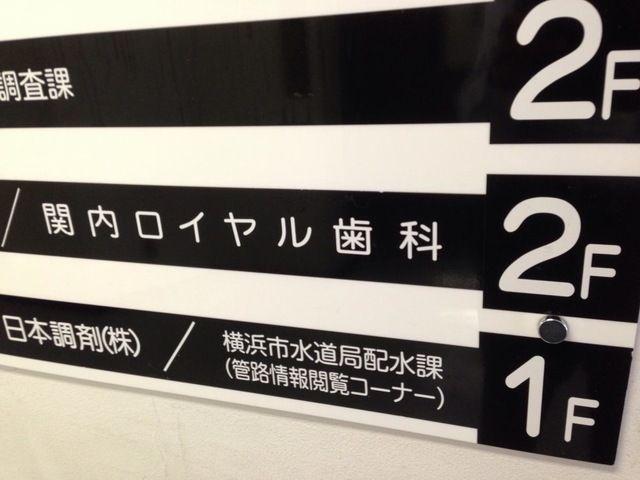 調査課 2F
/ 関内ロイヤル歯科 2F
日本調剤(株) / 横浜市水道局配水課
(管路情報閲覧コーナー) 1F